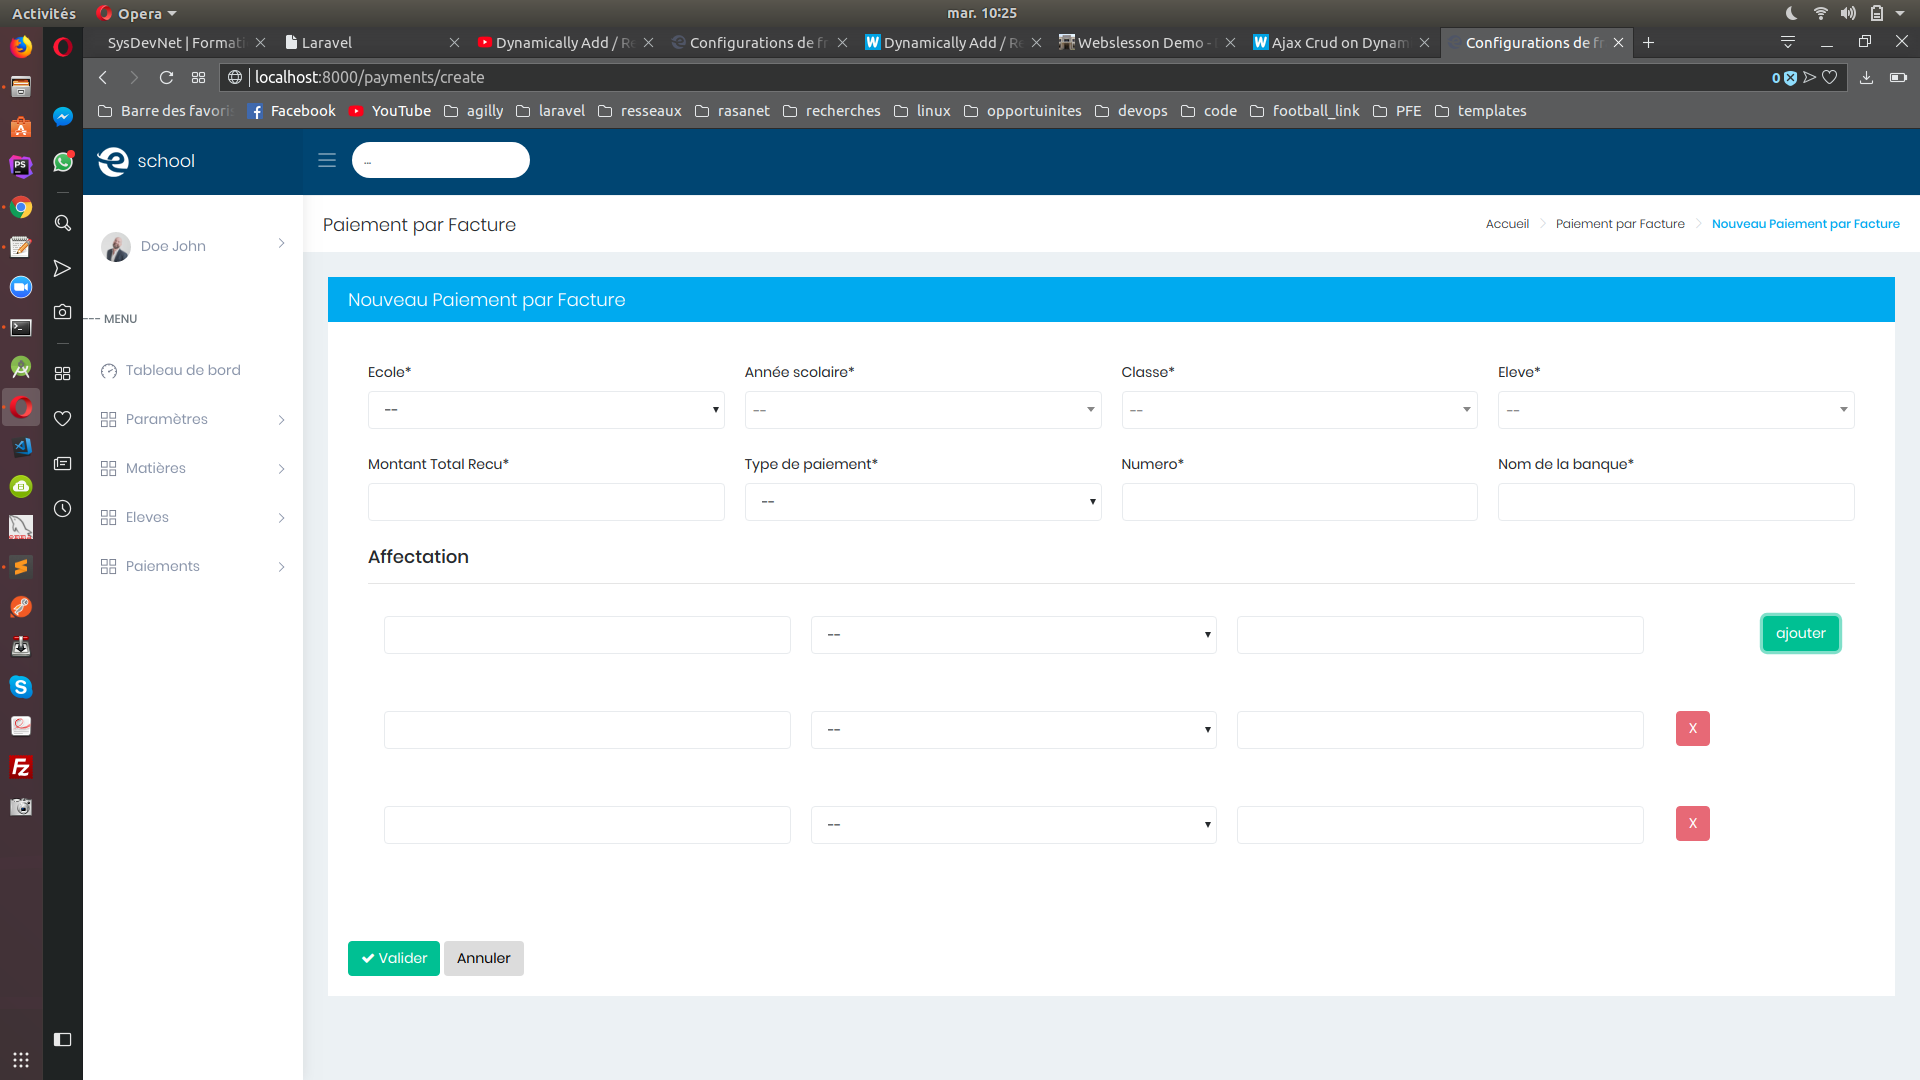 Activités Opera mar. 10:25
SysDevNet | Formati Laravel Dynamically Add / Re Configurations de fr Dynamically Add / Re Webslesson Demo - Ajax Crud on Dynam Configurations de fr
localhost:8000/payments/create 0
Barre des favoris Facebook YouTube agilly laravel resseaux rasanet recherches linux opportuinites devops code football_link PFE templates
school ...
Paiement par Facture Accueil Paiement par Facture Nouveau Paiement par Facture
Doe John
Nouveau Paiement par Facture
--- MENU
Tableau de bord
Paramètres
Matières
Eleves
Paiements
Ecole* Année scolaire* Classe* Eleve*
-- -- -- --
Montant Total Recu* Type de paiement* Numero* Nom de la banque*
--
Affectation
-- ajouter
-- X
-- X
Valider Annuler